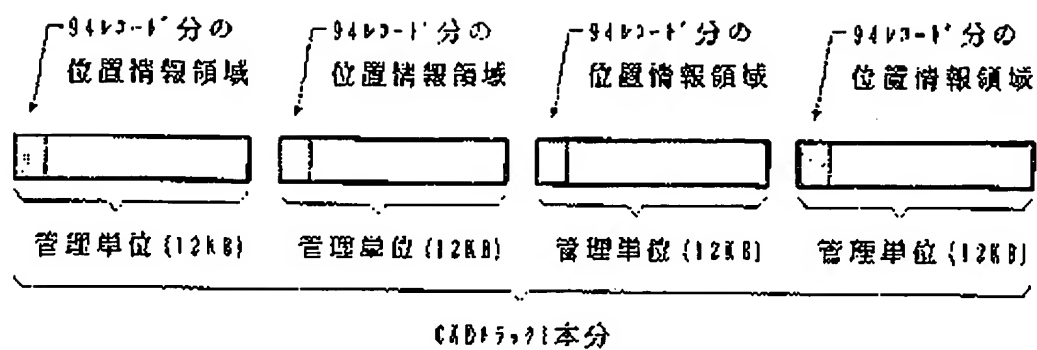 94ﾚｺｰﾄﾞ分の
位置情報領域
94ﾚｺｰﾄﾞ分の
位置情報領域
94ﾚｺｰﾄﾞ分の
位置情報領域
94ﾚｺｰﾄﾞ分の
位置情報領域
管理単位(12KB)
管理単位(12KB)
管理単位(12KB)
管理単位(12KB)
CKDﾄﾗｯｸ1本分